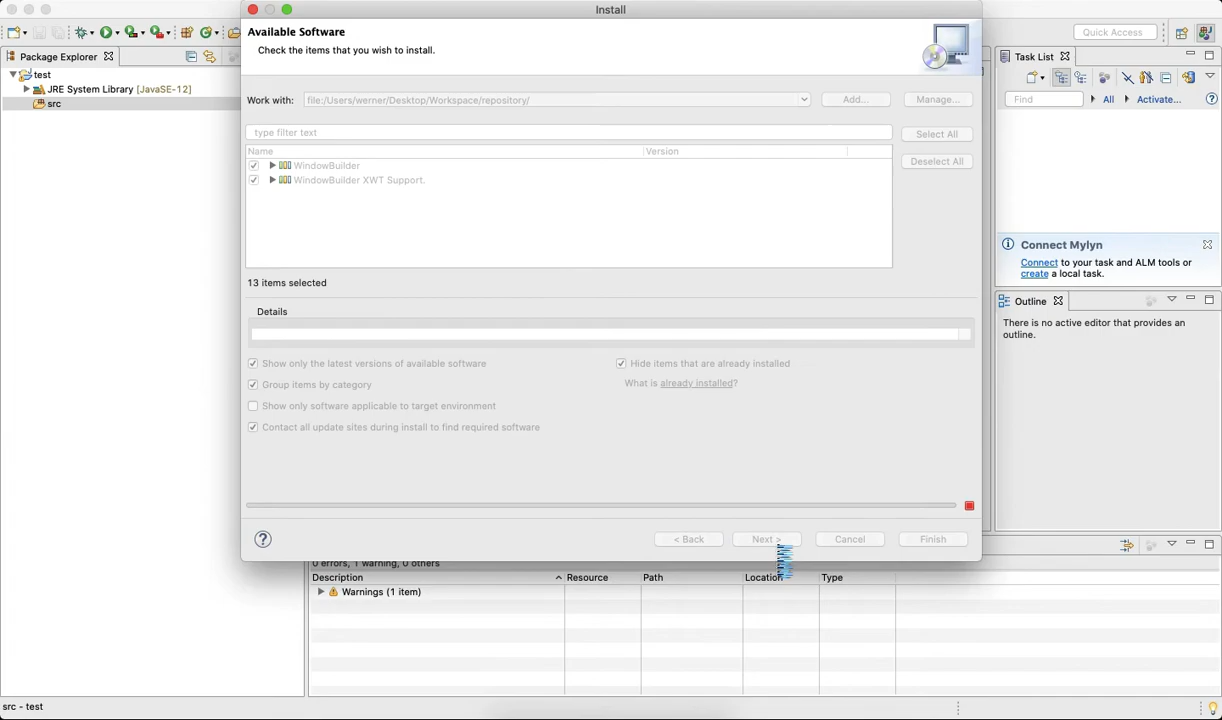 Install
Quick Access
Package Explorer
test
JRE System Library [JavaSE-12]
src
Available Software
Check the items that you wish to install.
Work with:
file:/Users/werner/Desktop/Workspace/repository/
Add...
Manage...
type filter text
Select All
Name
Version
Deselect All
WindowBuilder
WindowBuilder XWT Support.
13 items selected
Details
Show only the latest versions of available software
Hide items that are already installed
Group items by category
What is already installed?
Show only software applicable to target environment
Contact all update sites during install to find required software
?
< Back
Next >
Cancel
Finish
Task List
Find
All
Activate...
?
Connect Mylyn
Connect to your task and ALM tools or
create a local task.
Outline
There is no active editor that provides an
outline.
0 errors, 1 warning, 0 others
Description
Resource
Path
Location
Type
Warnings (1 item)
src - test